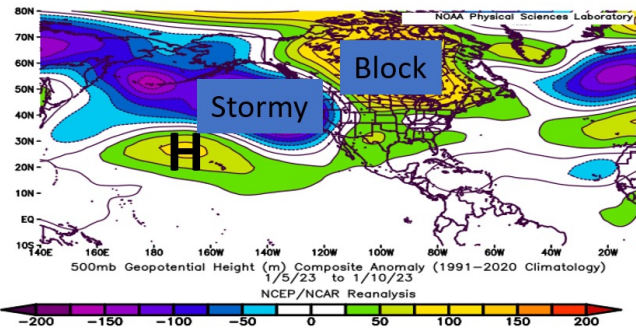 80N
NOAA Physical Sciences Laboratory
70N
60N
Block
50N
Stormy
40N
30N
H
20N
10N
EQ
10S
140E 160E 180 160W 140W 120W 100W 80W 60W 40W 20W
500mb Geopotential Height (m) Composite Anomaly (1991-2020 Climatology)
1/5/23 to 1/10/23
NCEP/NCAR Reanalysis
-200 -150 -100 -50 0 50 100 150 200